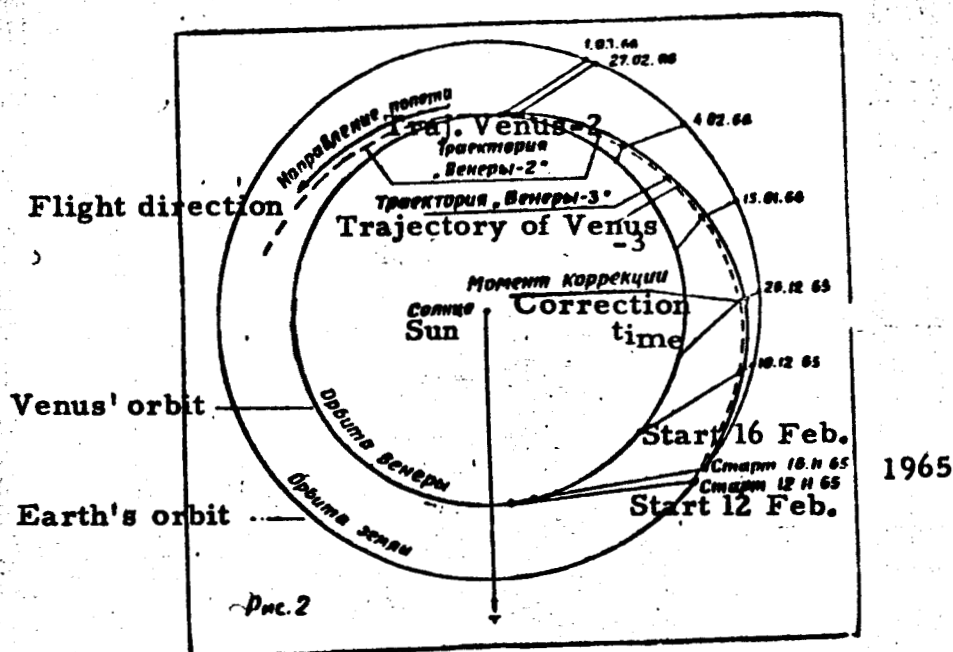 1.03.66
27.02.66
4 02.66
15.01.66
26.12 65
10.12 65
Направление полета
Traj. Venus-2
Траектория
„Венеры-2"
Flight direction
Траектория „Венеры-3"
Trajectory of Venus
-3
Момент коррекции
Солнце
Correction
Sun
time
Venus' orbit
Орбита Венеры
Start 16 Feb.
Старт 16.11 65
1965
Старт 12 11 65
Start 12 Feb.
Earth's orbit
Орбита земли
Рис.2
♈